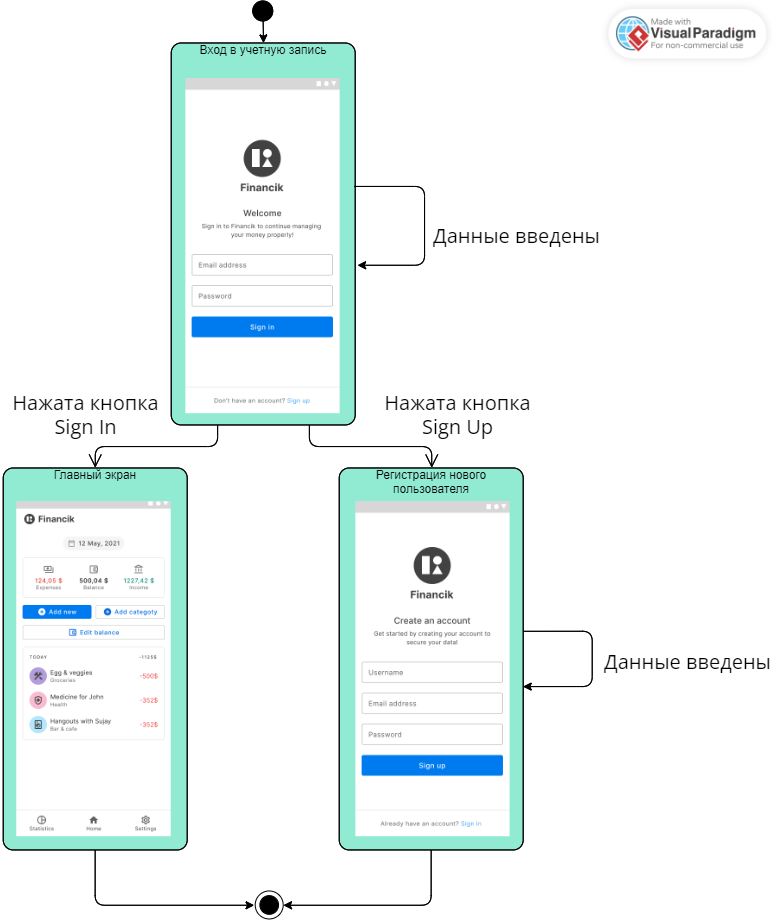 Made with
VisualParadigm
For non-commercial use
Вход в учетную запись
Financik
Welcome
Sign in to Financik to continue managing
your money properly!
Email address
Password
Sign in
Don't have an account? Sign up
Данные введены
Нажата кнопка
Sign In
Нажата кнопка
Sign Up
Главный экран
Financik
12 May, 2021
124,05 $ 500,04 $ 1227,42 $
Expenses Balance Income
Add new Add categoty
Edit balance
TODAY -1125$
Egg & veggies
Groceries
-500$
Medicine for John
Health
-352$
Hangouts with Sujay
Bar & cafe
-352$
Statistics Home Settings
Регистрация нового
пользователя
Financik
Create an account
Get started by creating your account to
secure your data!
Username
Email address
Password
Sign up
Already have an account? Sign in
Данные введены